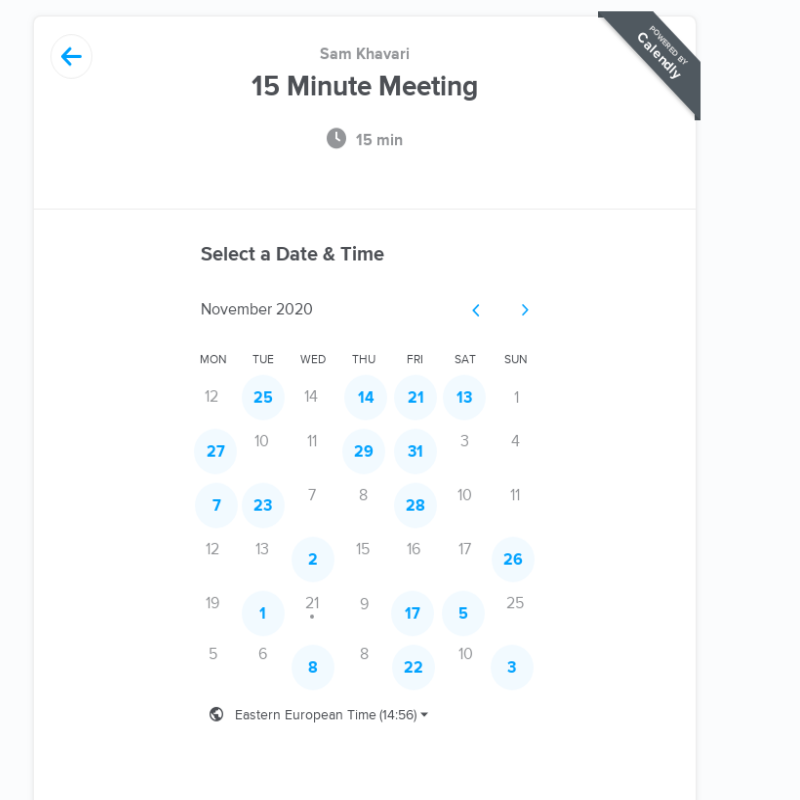 POWERED BY
Calendly
Sam Khavari
15 Minute Meeting
15 min
Select a Date & Time
November 2020
MON TUE WED THU FRI SAT SUN
12 25 14 14 21 13 1
27 10 11 29 31 3 4
7 23 7 8 28 10 11
12 13 2 15 16 17 26
19 1 21 9 17 5 25
5 6 8 8 22 10 3
Eastern European Time (14:56)